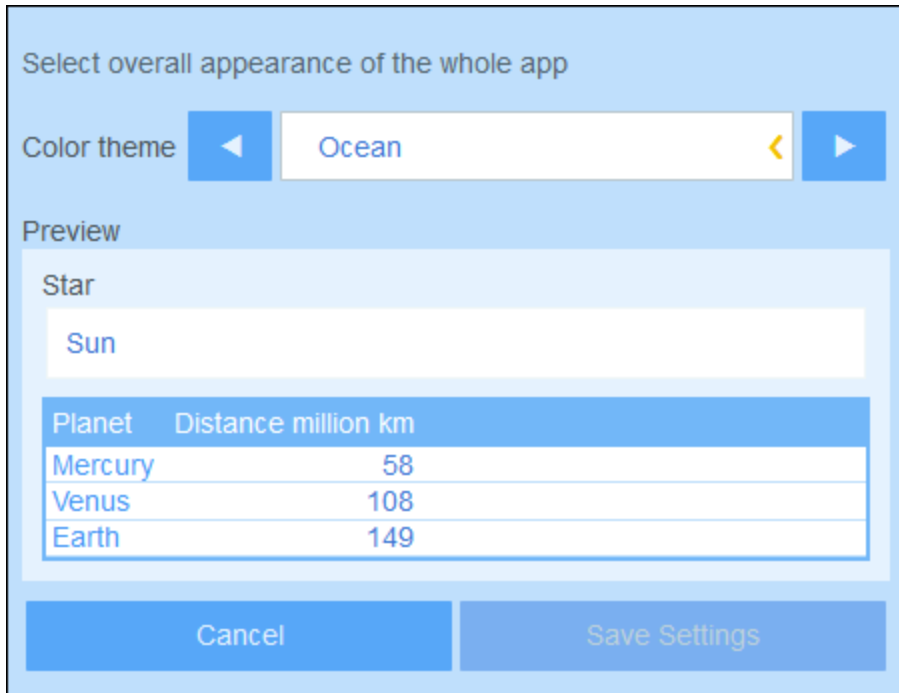 Select overall appearance of the whole app
Color theme Ocean
Preview
Star
Sun
Planet Distance million km
Mercury 58
Venus 108
Earth 149
Cancel Save Settings